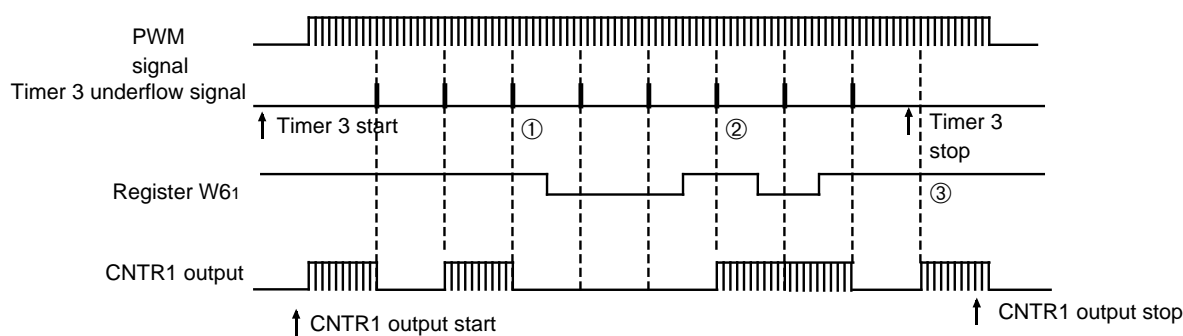 PWM
signal
Timer 3 underflow signal
Timer 3 start
①
②
Timer 3
stop
Register W61
③
CNTR1 output
CNTR1 output start
CNTR1 output stop